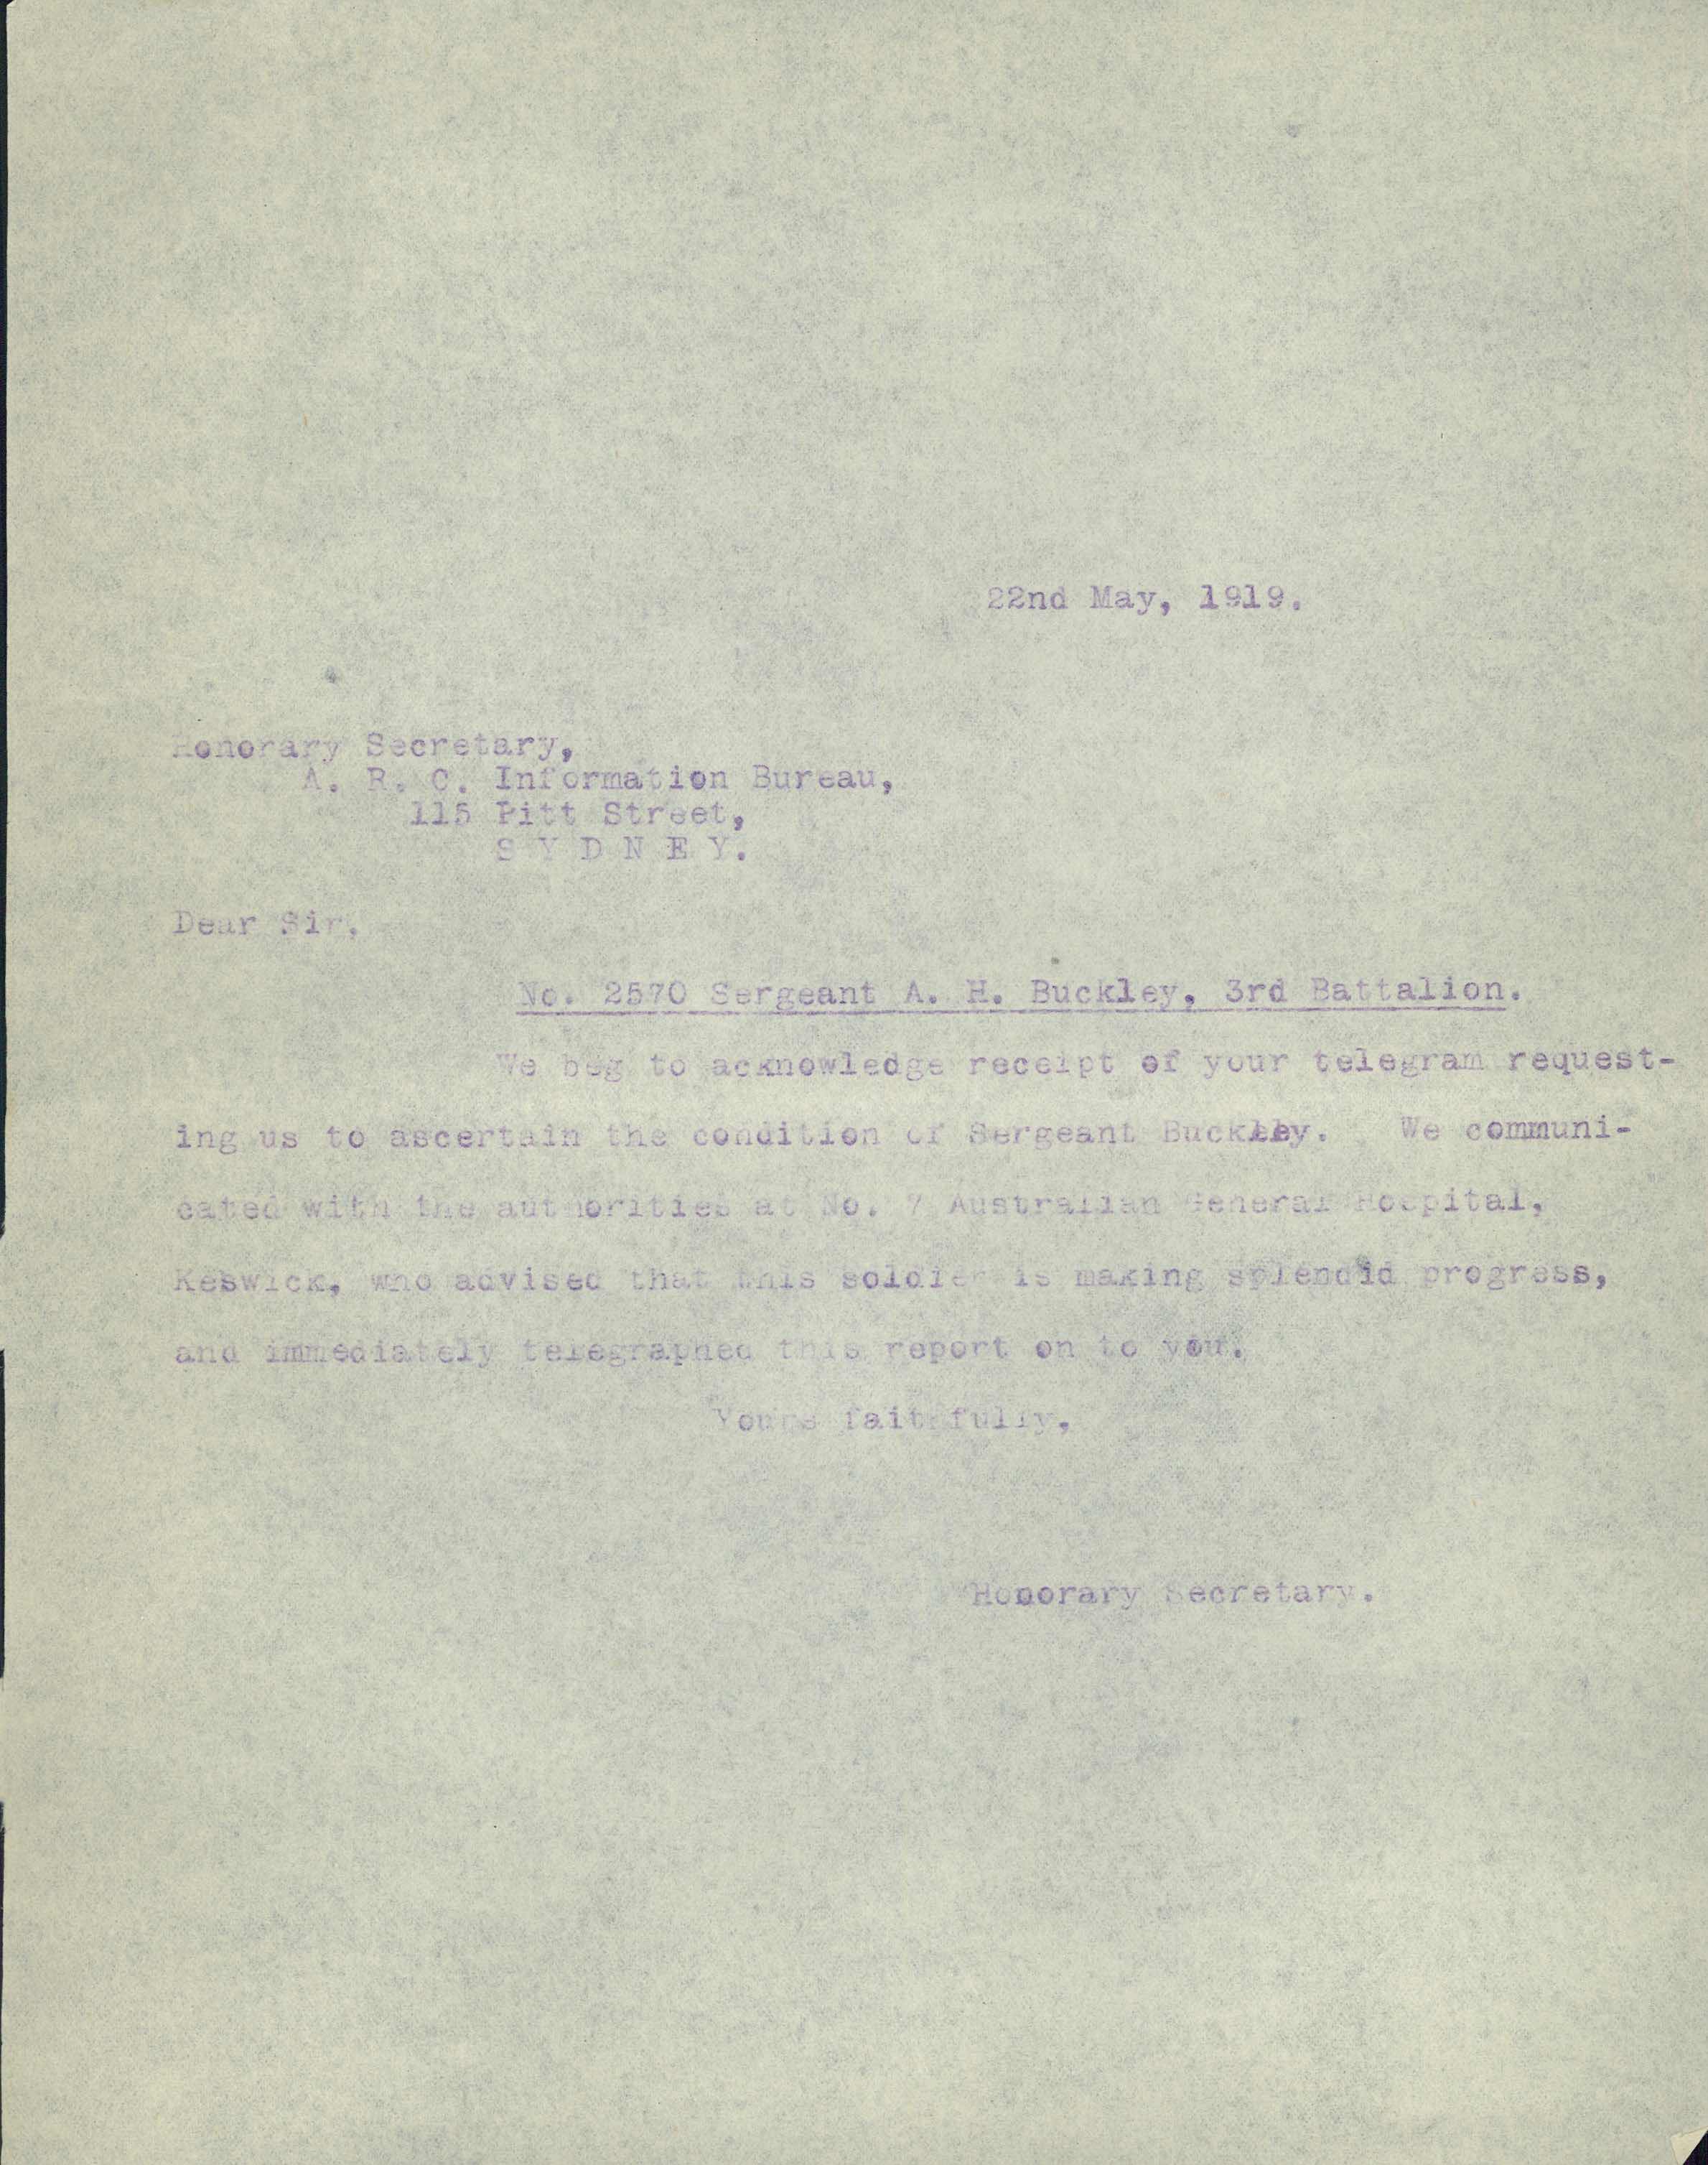 22nd May, 1919.
Honorary Secretary,
A. R. C. Information Bureau,
115 Pitt Street,
S Y D N E Y.
Dear Sir,
No. 2570 Sergeant A. H. Buckley, 3rd Battalion.
We beg to acknowledge receipt of your telegram request-
ing us to ascertain the condition of Sergeant Buckley. We communi-
cated with the authorities at No. 7 Australian General Hospital,
Keswick, who advised that this soldier is making splendid progress,
and immediately telegraphed this report on to you.
Yours faithfully,
Honorary Secretary.